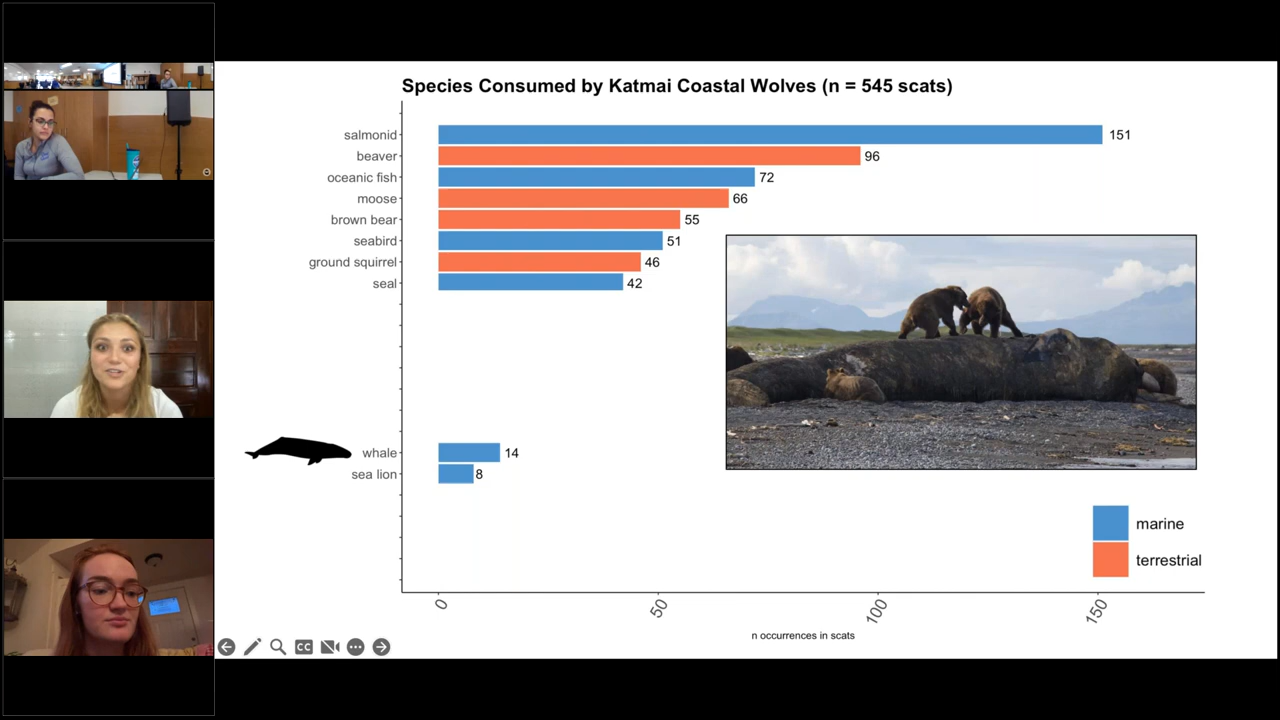 Species Consumed by Katmai Coastal Wolves (n = 545 scats)
salmonid 151
beaver 96
oceanic fish 72
moose 66
brown bear 55
seabird 51
ground squirrel 46
seal 42
whale 14
sea lion 8
marine
terrestrial
0 50 100 150
n occurrences in scats
CC